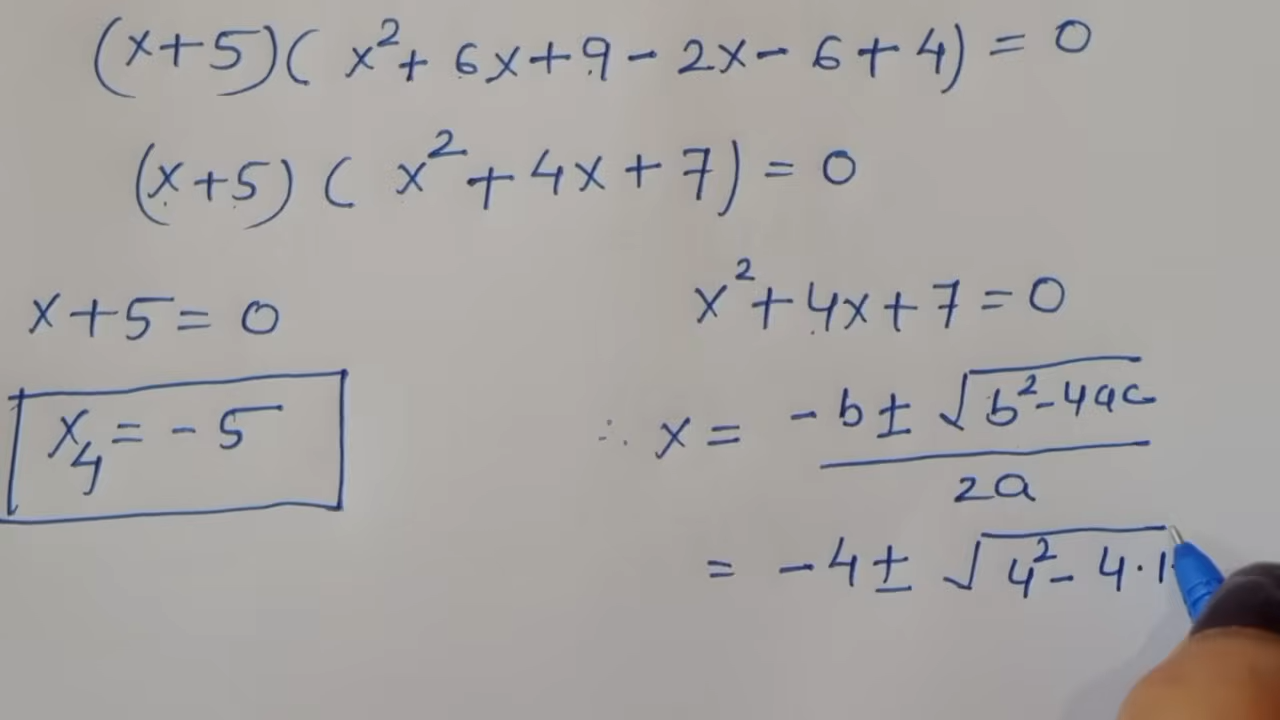 (x+5)( x²+ 6x+9 - 2x - 6 + 4) = 0
(x+5) ( x² + 4x + 7) = 0
x+5 = 0
x₄ = - 5
x² + 4x + 7 = 0
∴ x = (-b ± √(b²-4ac)) / 2a
= -4 ± √(4² - 4·1·